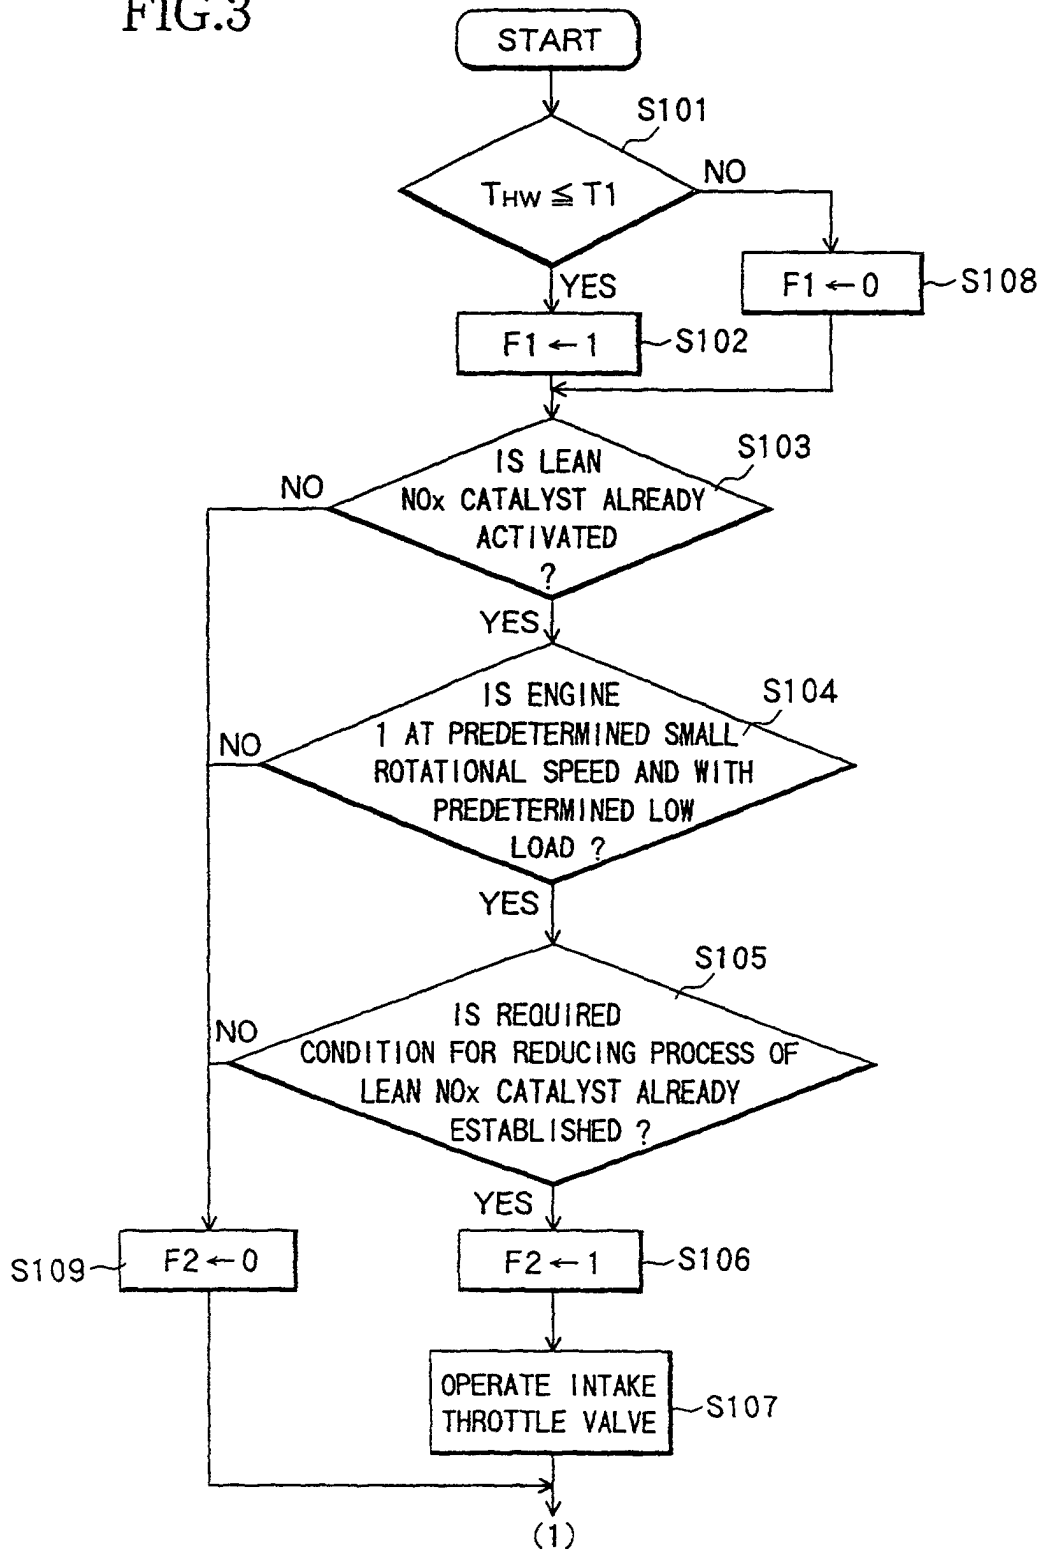 FIG.3
START
S101
THW ≦ T1
NO
YES
F1 ← 0
S108
F1 ← 1
S102
S103
IS LEAN
NOx CATALYST ALREADY
ACTIVATED
?
NO
YES
S104
IS ENGINE
1 AT PREDETERMINED SMALL
ROTATIONAL SPEED AND WITH
PREDETERMINED LOW
LOAD ?
NO
YES
S105
IS REQUIRED
CONDITION FOR REDUCING PROCESS OF
LEAN NOx CATALYST ALREADY
ESTABLISHED ?
NO
YES
S109
F2 ← 0
F2 ← 1
S106
OPERATE INTAKE
THROTTLE VALVE
S107
(1)